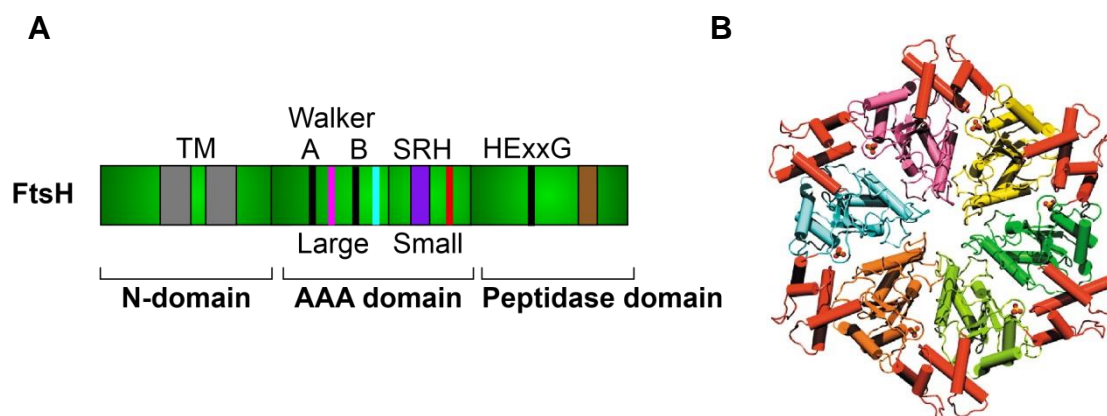 A
B
Walker
TM A B SRH HExxG
FtsH
Large Small
N-domain AAA domain Peptidase domain